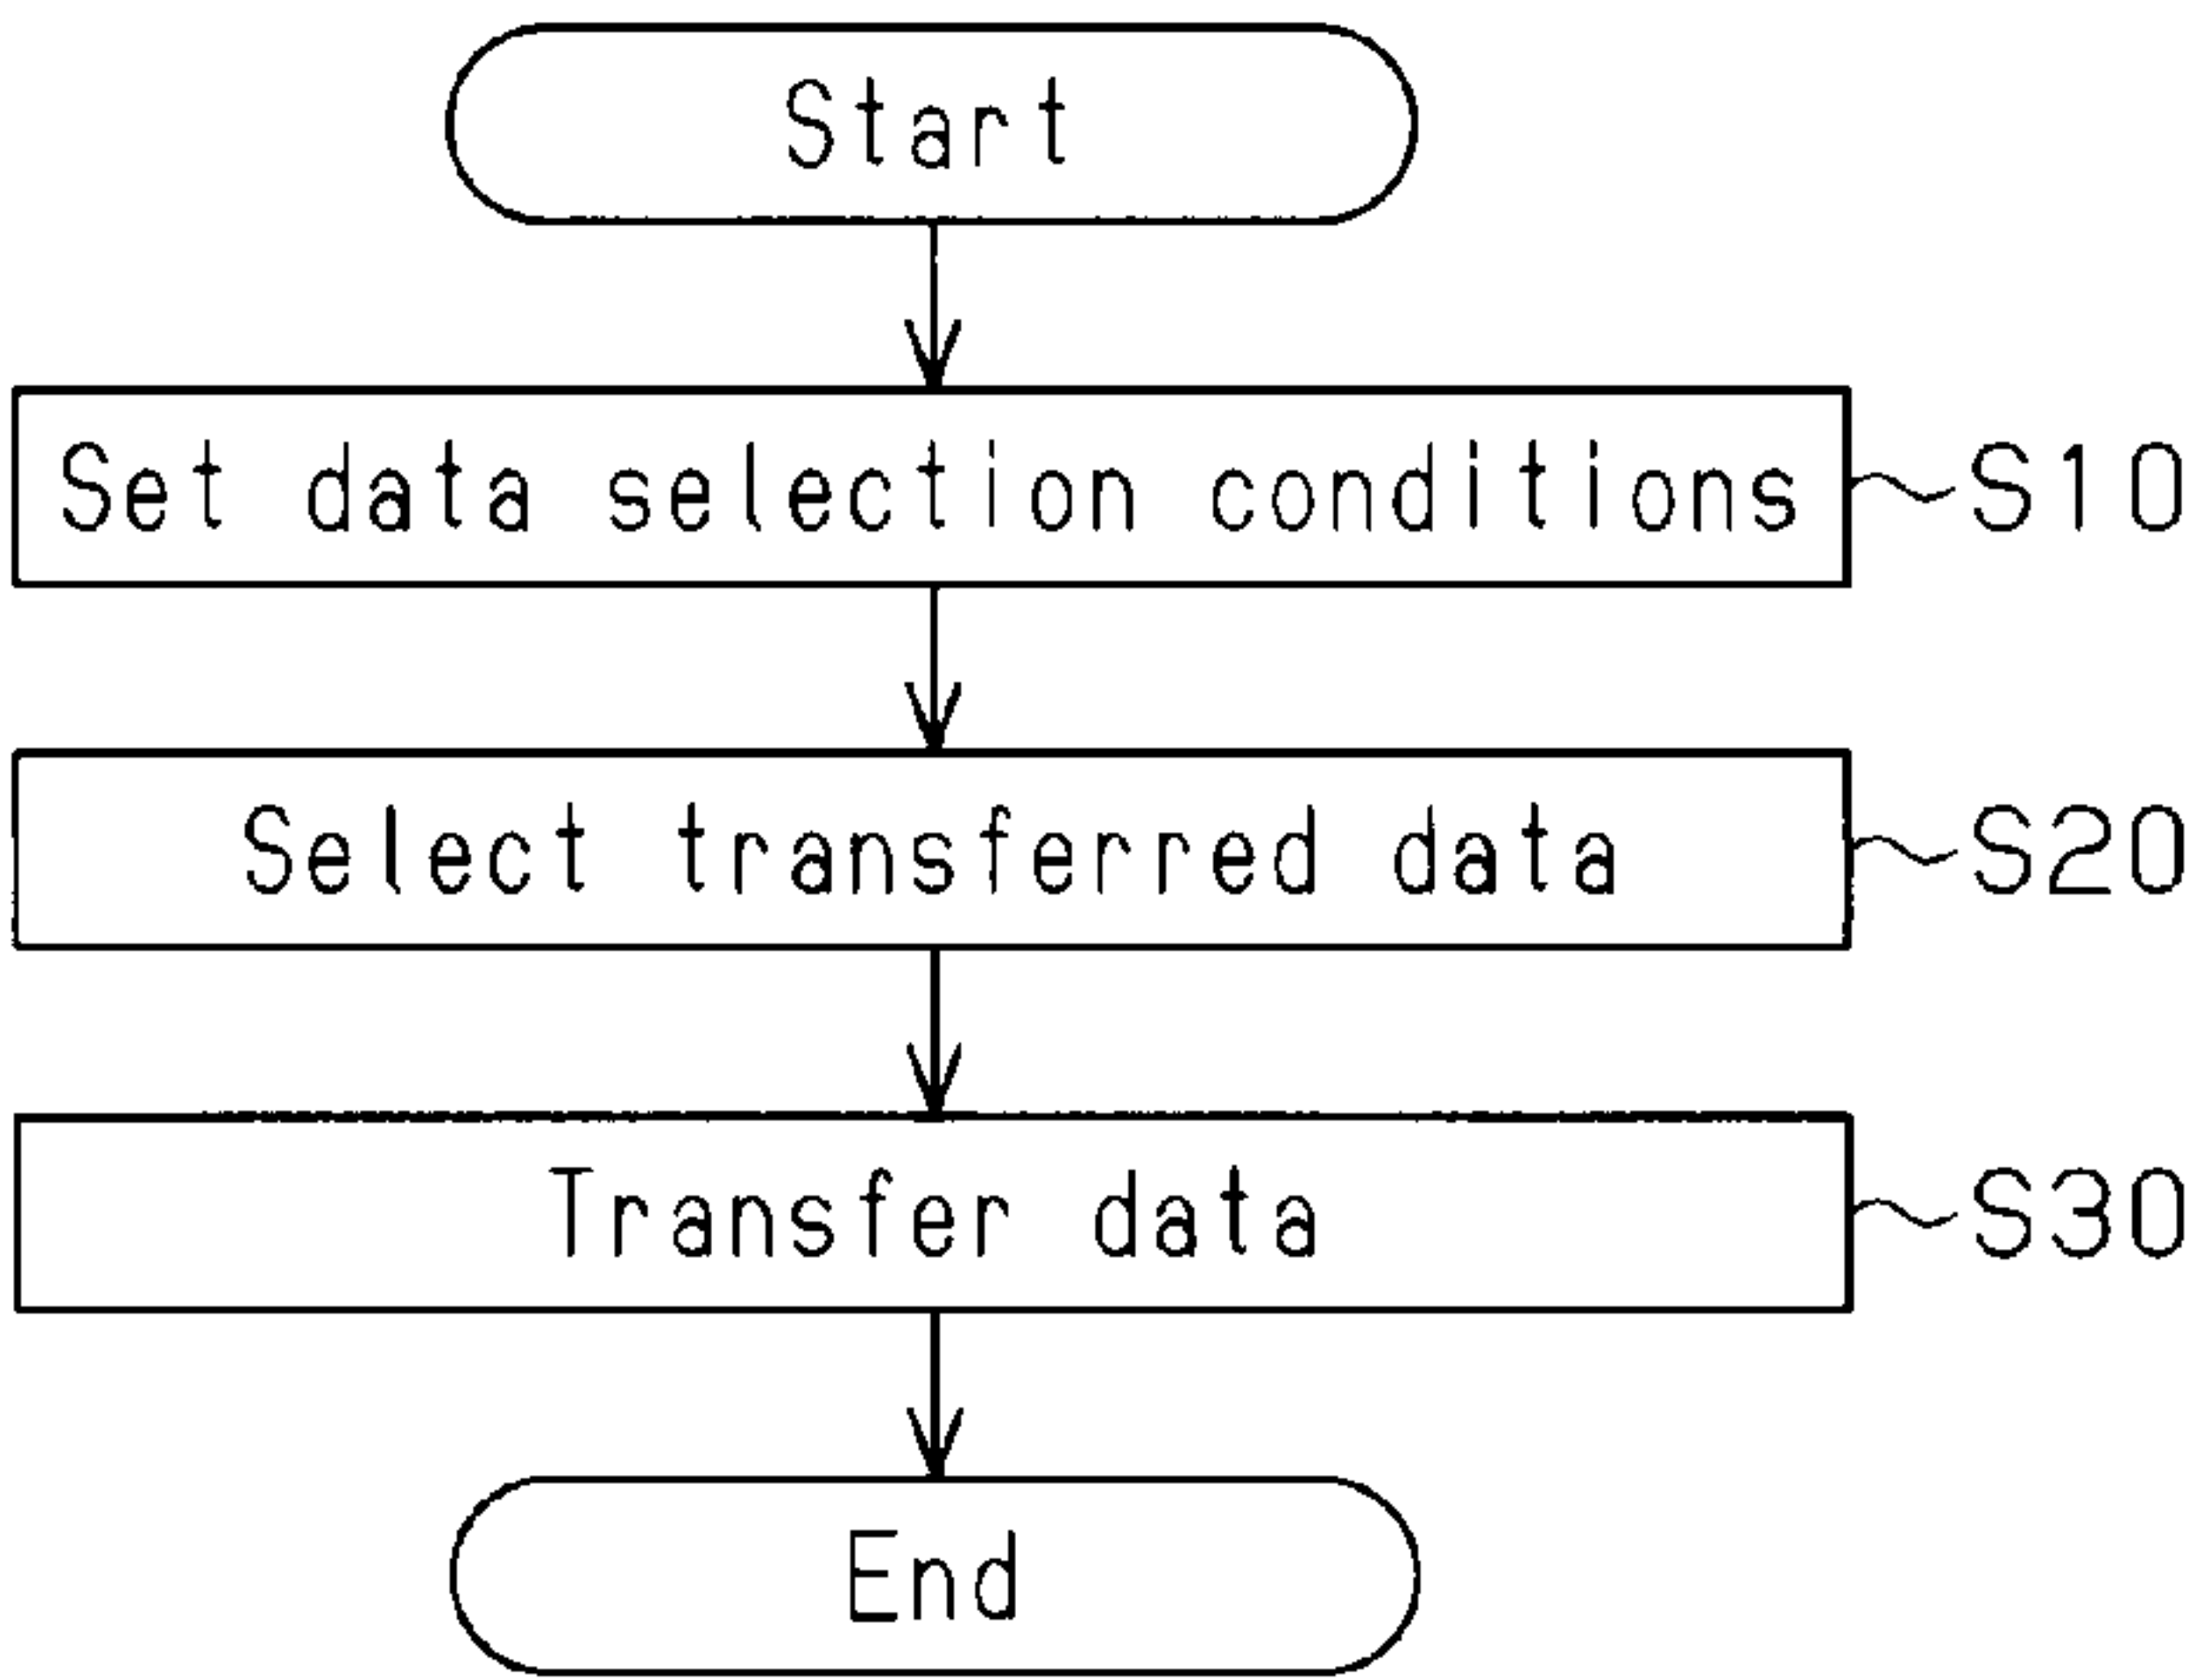 Start
Set data selection conditions S10
Select transferred data S20
Transfer data S30
End